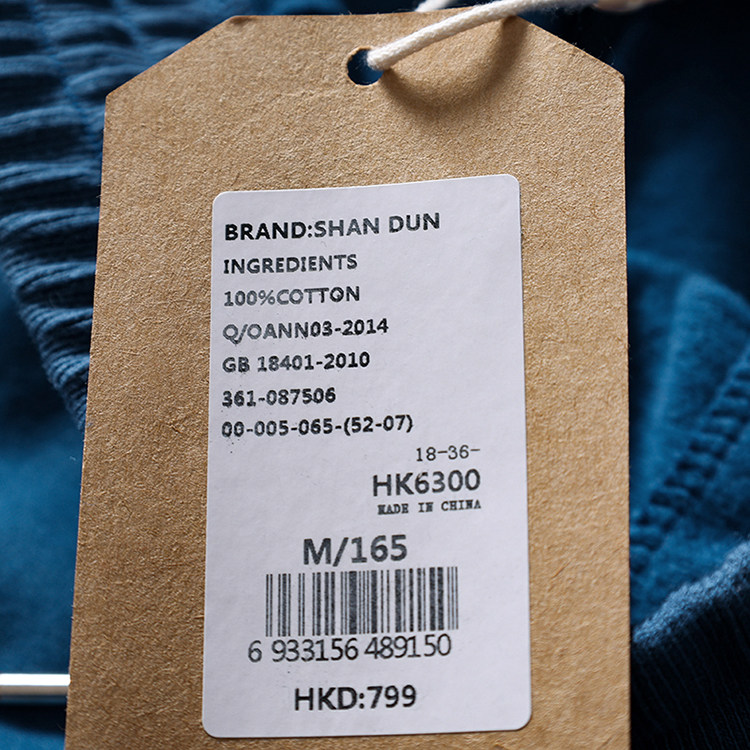 BRAND:SHAN DUN
INGREDIENTS
100%COTTON
Q/OANN03-2014
GB 18401-2010
361-087506
00-005-065-(52-07)
18-36-
HK6300
MADE IN CHINA
M/165
6 933156 489150
HKD:799